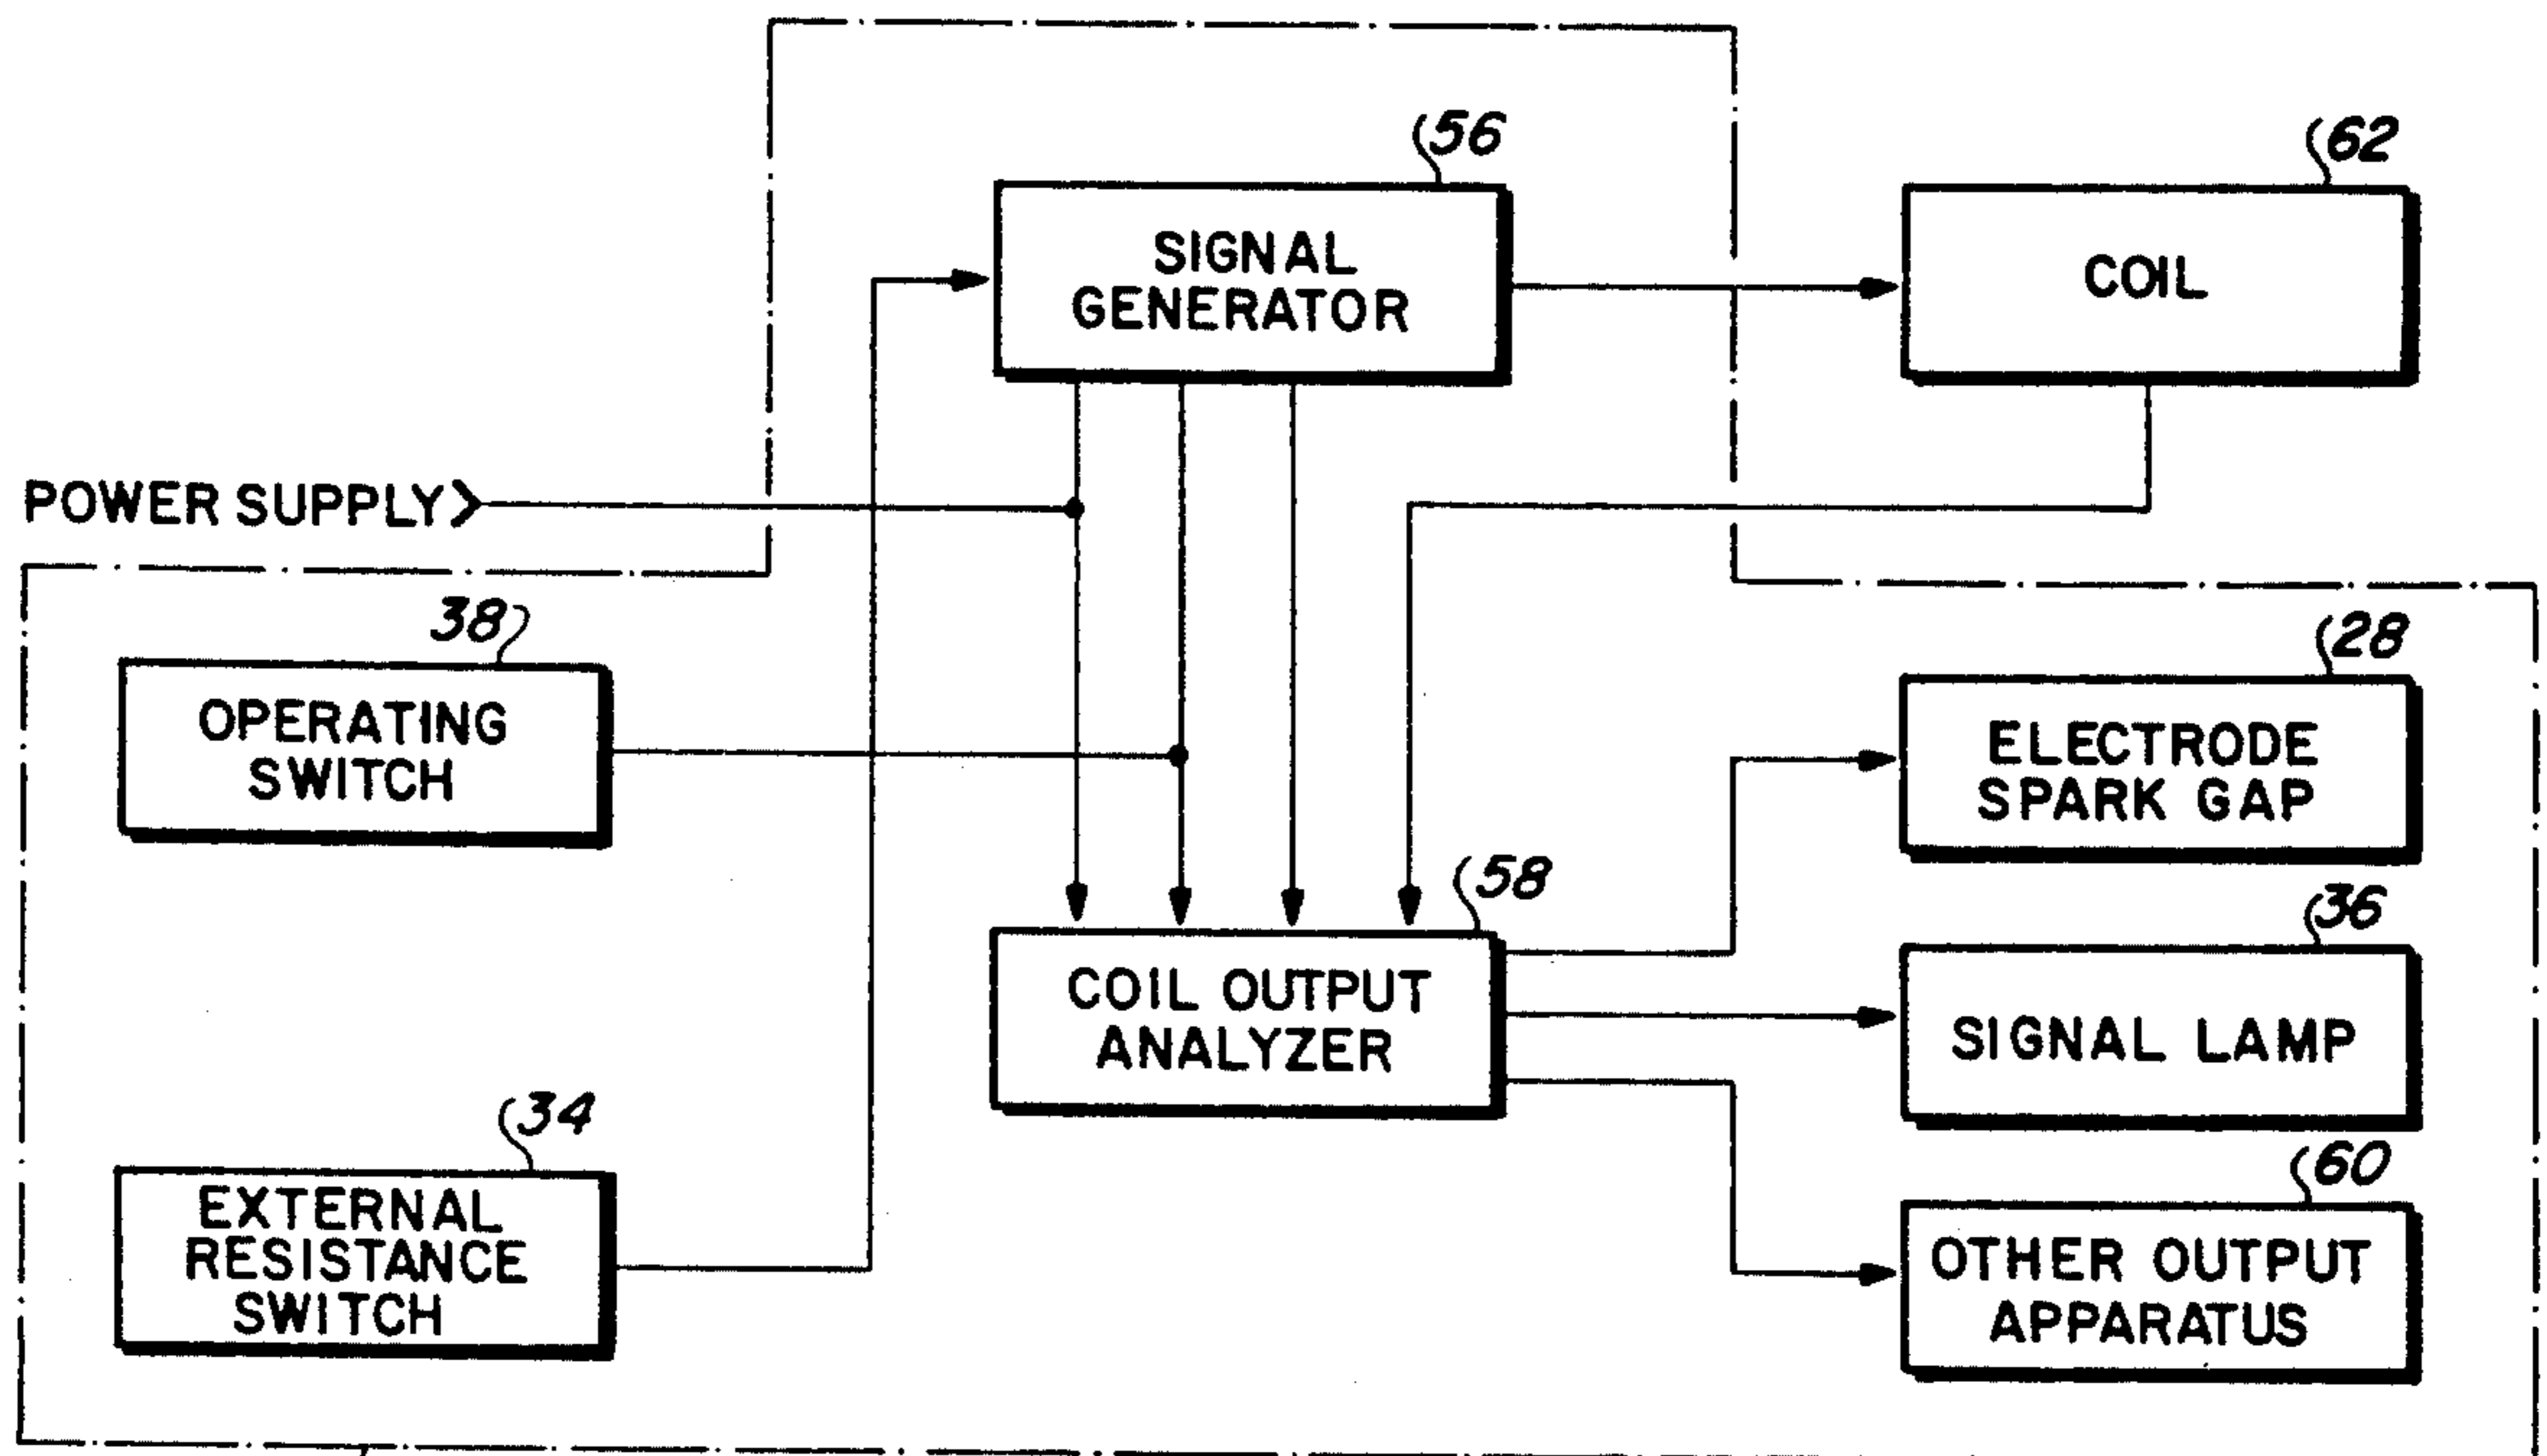 56
62
SIGNAL
GENERATOR
COIL
POWER SUPPLY
38
28
OPERATING
SWITCH
ELECTRODE
SPARK GAP
58
36
COIL OUTPUT
ANALYZER
SIGNAL LAMP
34
60
EXTERNAL
RESISTANCE
SWITCH
OTHER OUTPUT
APPARATUS